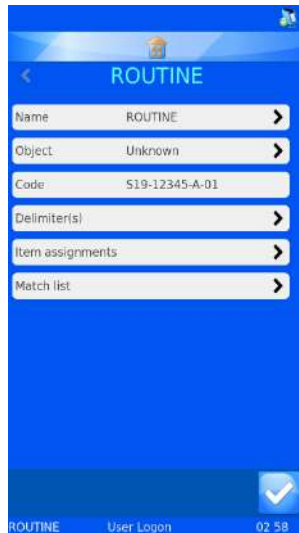 ROUTINE
Name ROUTINE
Object Unknown
Code S19-12345-A-01
Delimiter(s)
Item assignments
Match list
ROUTINE User Logon 02 58